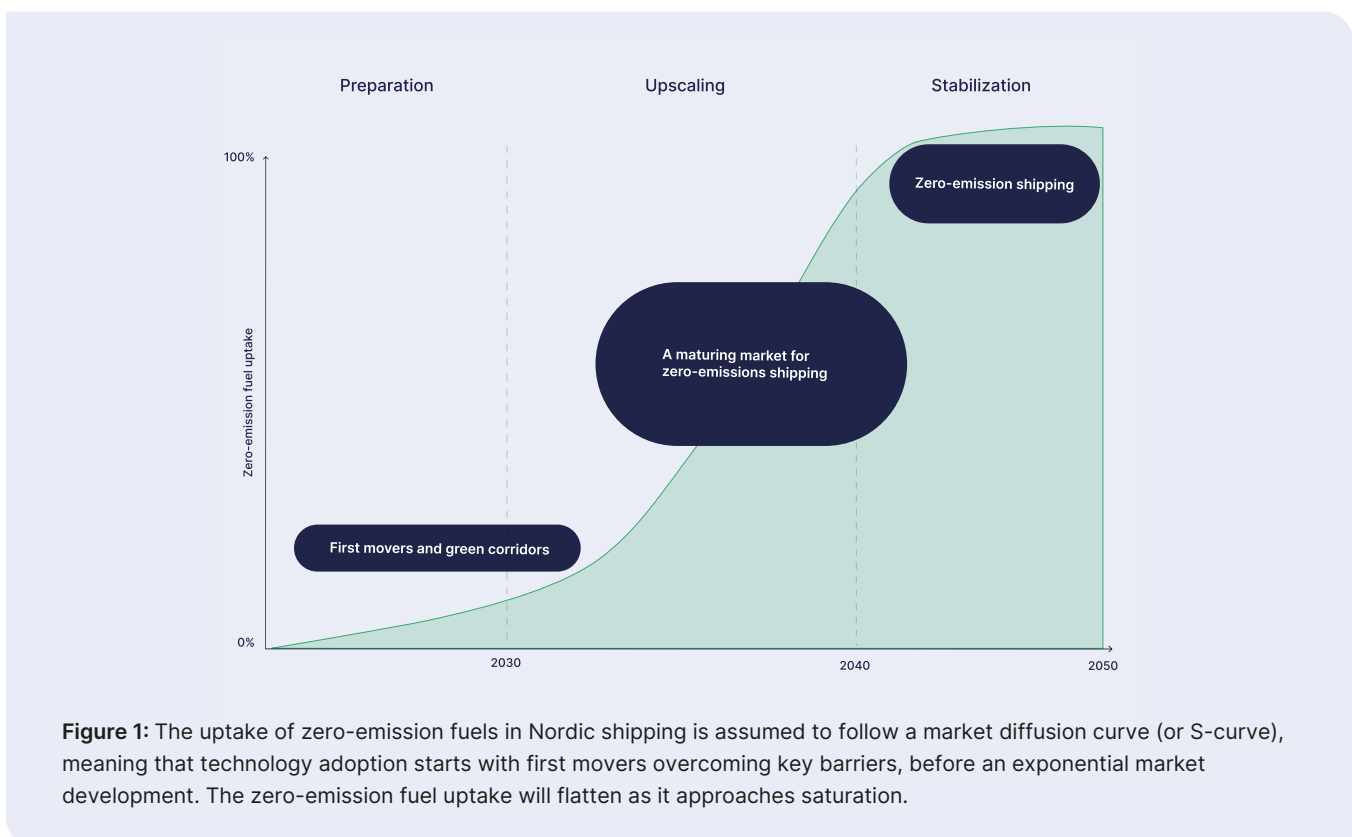 Preparation
Upscaling
Stabilization
100%
Zero-emission shipping
Zero-emission fuel uptake
A maturing market for
zero-emissions shipping
First movers and green corridors
0%
2030
2040
2050
Figure 1: The uptake of zero-emission fuels in Nordic shipping is assumed to follow a market diffusion curve (or S-curve),
meaning that technology adoption starts with first movers overcoming key barriers, before an exponential market
development. The zero-emission fuel uptake will flatten as it approaches saturation.